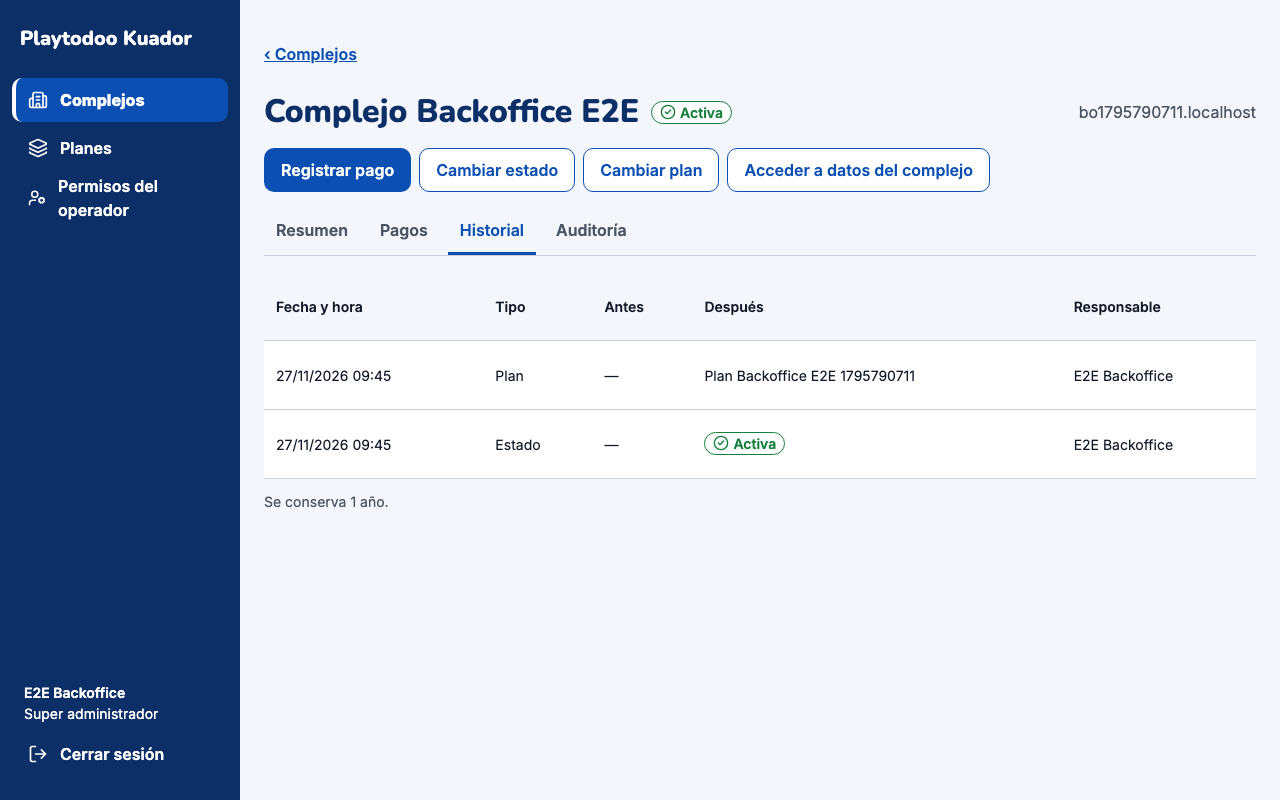 Playtodoo Kuador
Complejos
Planes
Permisos del
operador
E2E Backoffice
Super administrador
Cerrar sesión
‹ Complejos
Complejo Backoffice E2E Activa bo1795790711.localhost
Registrar pago Cambiar estado Cambiar plan Acceder a datos del complejo
Resumen Pagos Historial Auditoría
Fecha y hora Tipo Antes Después Responsable
27/11/2026 09:45 Plan — Plan Backoffice E2E 1795790711 E2E Backoffice
27/11/2026 09:45 Estado — Activa E2E Backoffice
Se conserva 1 año.